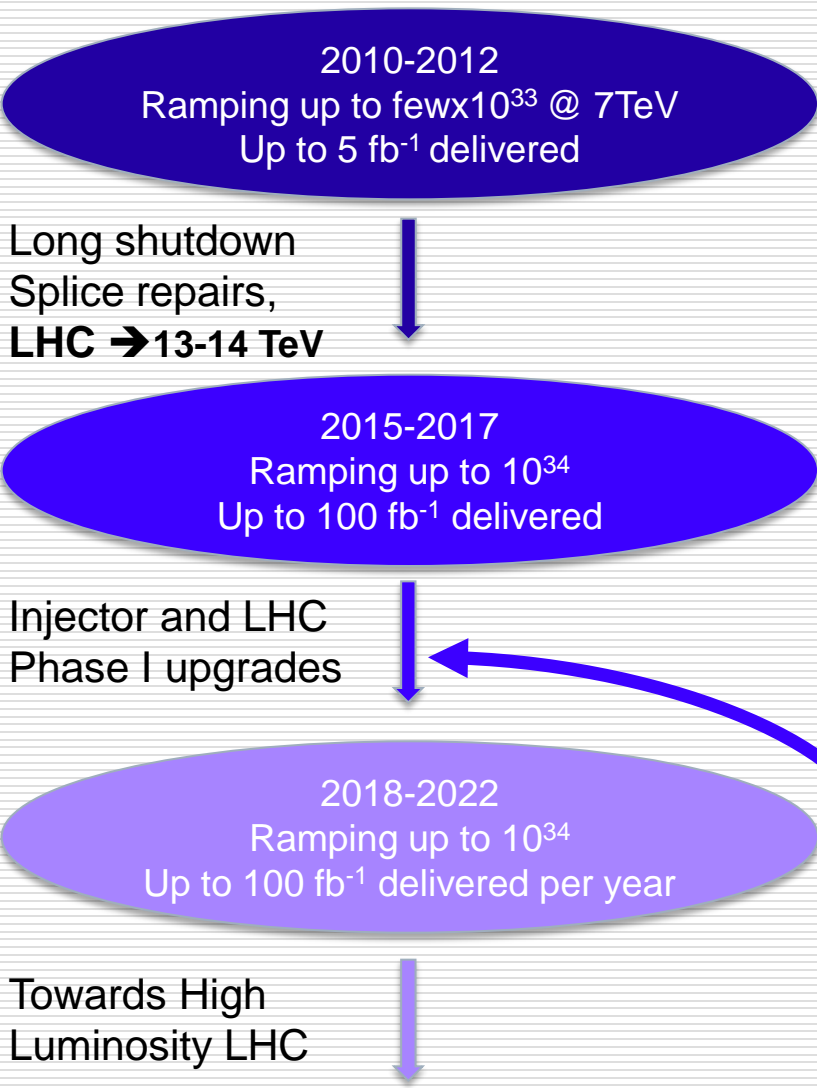 2010-2012
Ramping up to fewx10³³ @ 7TeV
Up to 5 fb⁻¹ delivered
Long shutdown
Splice repairs,
LHC ➔13-14 TeV
2015-2017
Ramping up to 10³⁴
Up to 100 fb⁻¹ delivered
Injector and LHC
Phase I upgrades
2018-2022
Ramping up to 10³⁴
Up to 100 fb⁻¹ delivered per year
Towards High
Luminosity LHC